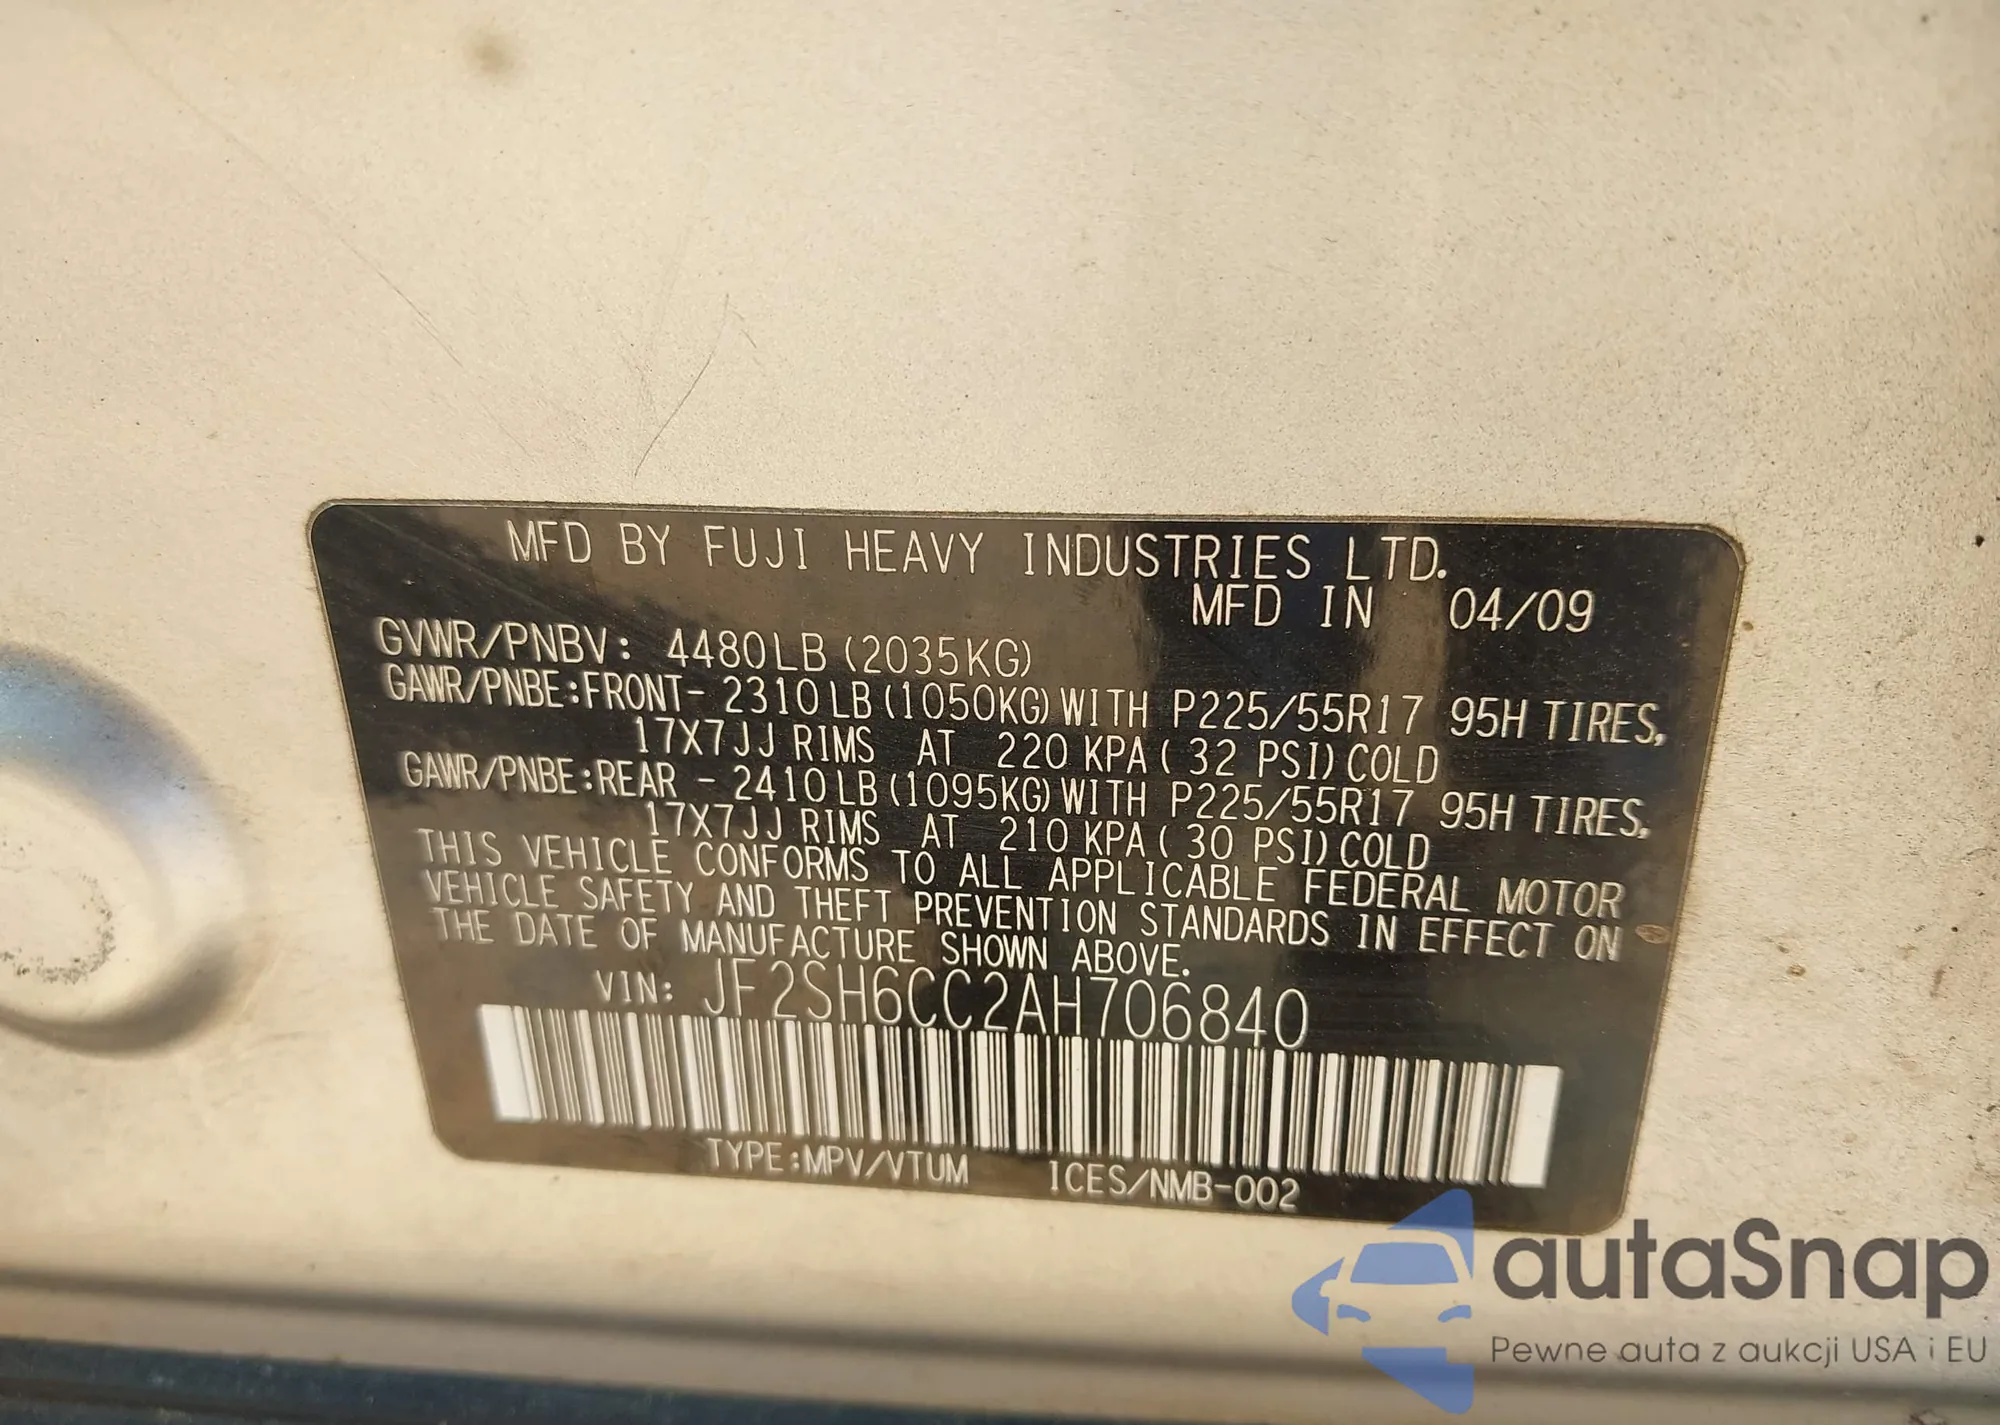 MFD BY FUJI HEAVY INDUSTRIES LTD.
MFD IN 04/09
GVWR/PNBV: 4480LB (2035KG)
GAWR/PNBE:FRONT- 2310LB(1050KG)WITH P225/55R17 95H TIRES,
17X7JJ RIMS AT 220 KPA( 32 PSI)COLD
GAWR/PNBE:REAR - 2410LB(1095KG)WITH P225/55R17 95H TIRES,
17X7JJ RIMS AT 210 KPA( 30 PSI)COLD
THIS VEHICLE CONFORMS TO ALL APPLICABLE FEDERAL MOTOR
VEHICLE SAFETY AND THEFT PREVENTION STANDARDS IN EFFECT ON
THE DATE OF MANUFACTURE SHOWN ABOVE.
VIN: JF2SH6CC2AH706840
TYPE:MPV/VTUM ICES/NMB-002
autaSnap
Pewne auta z aukcji USA i EU